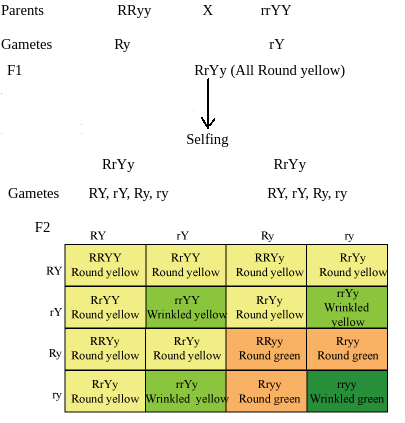 Parents RRyy X rrYY
Gametes Ry rY
F1 RrYy (All Round yellow)
Selfing
RrYy RrYy
Gametes RY, rY, Ry, ry RY, rY, Ry, ry
F2
RY rY Ry ry
RY RRYY RrYY RRYy RrYy
Round yellow Round yellow Round yellow Round yellow
rY RrYY rrYY RrYy rrYy
Round yellow Wrinkled yellow Round yellow Wrinkled
yellow
Ry RRYy RrYy RRyy Rryy
Round yellow Round yellow Round green Round green
ry RrYy rrYy Rryy rryy
Round yellow Wrinkled yellow Round green Wrinkled green